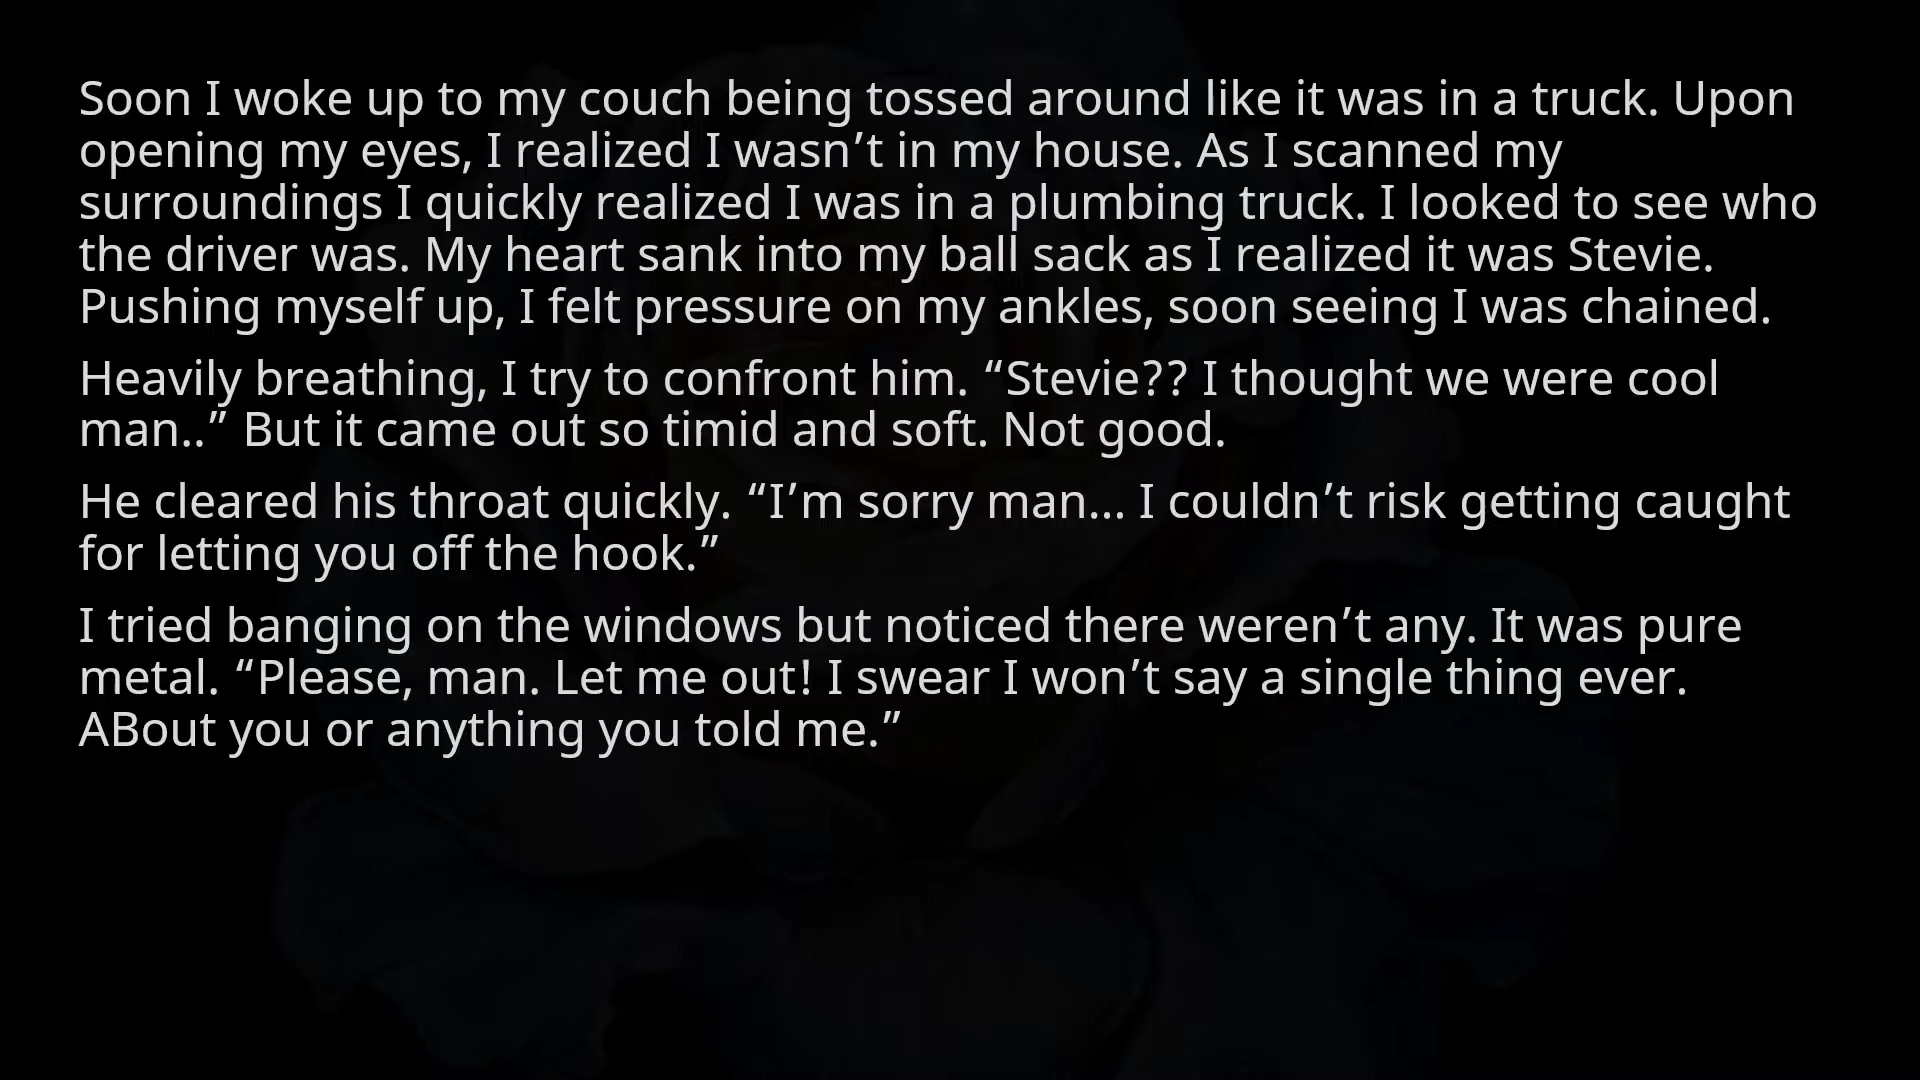 Soon I woke up to my couch being tossed around like it was in a truck. Upon
opening my eyes, I realized I wasn’t in my house. As I scanned my
surroundings I quickly realized I was in a plumbing truck. I looked to see who
the driver was. My heart sank into my ball sack as I realized it was Stevie.
Pushing myself up, I felt pressure on my ankles, soon seeing I was chained.
Heavily breathing, I try to confront him. “Stevie?? I thought we were cool
man..” But it came out so timid and soft. Not good.
He cleared his throat quickly. “I’m sorry man... I couldn’t risk getting caught
for letting you off the hook.”
I tried banging on the windows but noticed there weren’t any. It was pure
metal. “Please, man. Let me out! I swear I won’t say a single thing ever.
ABout you or anything you told me.”